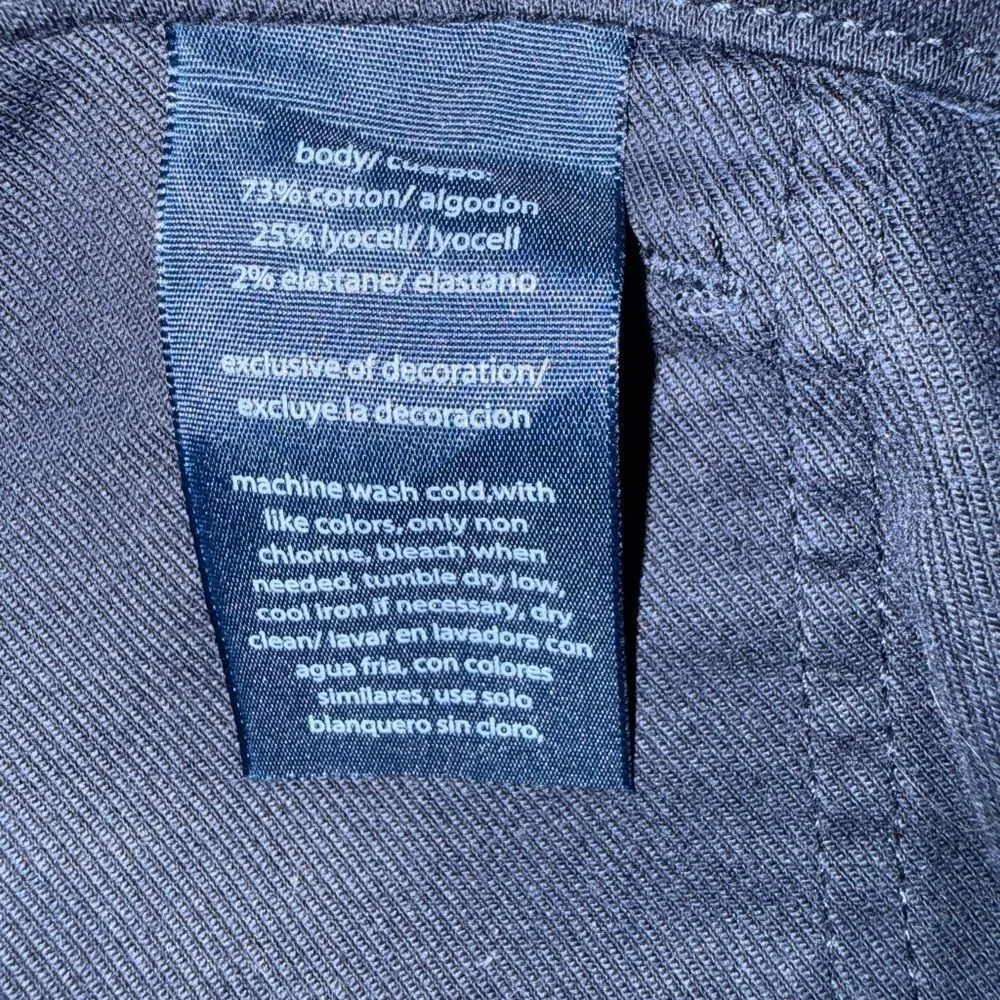 body/ cuerpo:
73% cotton/ algodón
25% lyocell/ lyocell
2% elastane/ elastano
exclusive of decoration/
excluye la decoracion
machine wash cold,with
like colors, only non
chlorine, bleach when
needed, tumble dry low,
cool iron if necessary, dry
clean/ lavar en lavadora con
agua fria, con colores
similares, use solo
blanquero sin cloro,